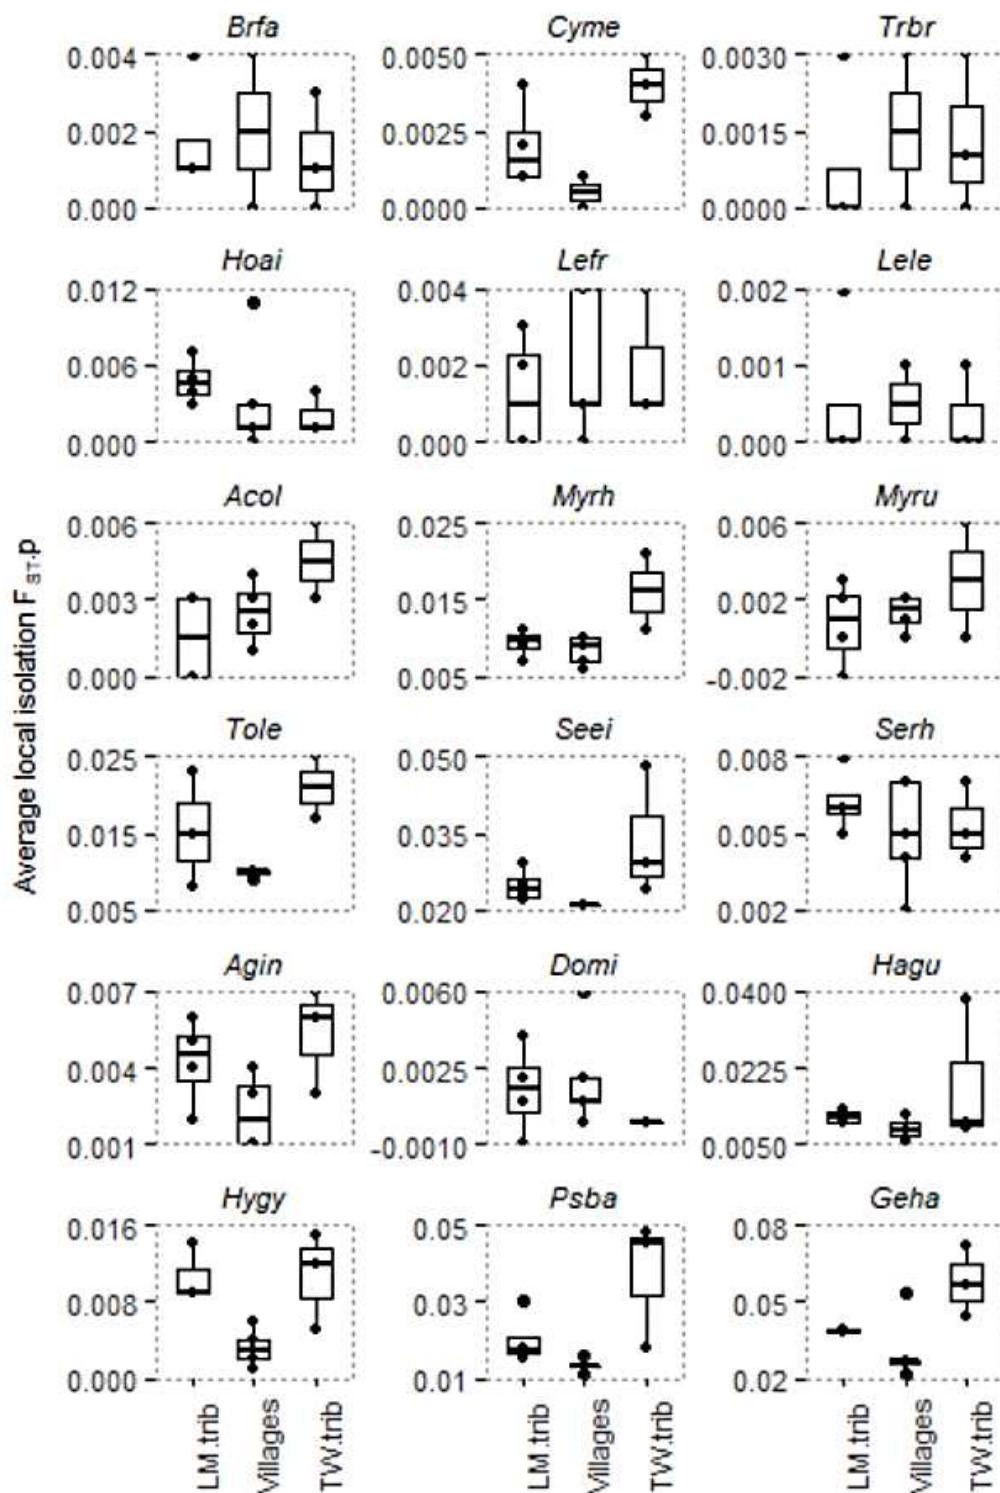 Brfa Cyme Trbr
0.004 0.0050 0.0030
0.002 0.0025 0.0015
0.000 0.0000 0.0000
Hoai Lefr Lele
0.012 0.004 0.002
0.006 0.002 0.001
0.000 0.000 0.000
Acol Myrh Myru
0.006 0.025 0.006
0.003 0.015 0.002
0.000 0.005 -0.002
Average local isolation F ST.p
Tole Seei Serh
0.025 0.050 0.008
0.015 0.035 0.005
0.005 0.020 0.002
Agin Domi Hagu
0.007 0.0060 0.0400
0.004 0.0025 0.0225
0.001 -0.0010 0.0050
Hygy Psba Geha
0.016 0.05 0.08
0.008 0.03 0.05
0.000 0.01 0.02
LM.trib Villages TVV.trib LM.trib Villages TVV.trib LM.trib Villages TVV.trib